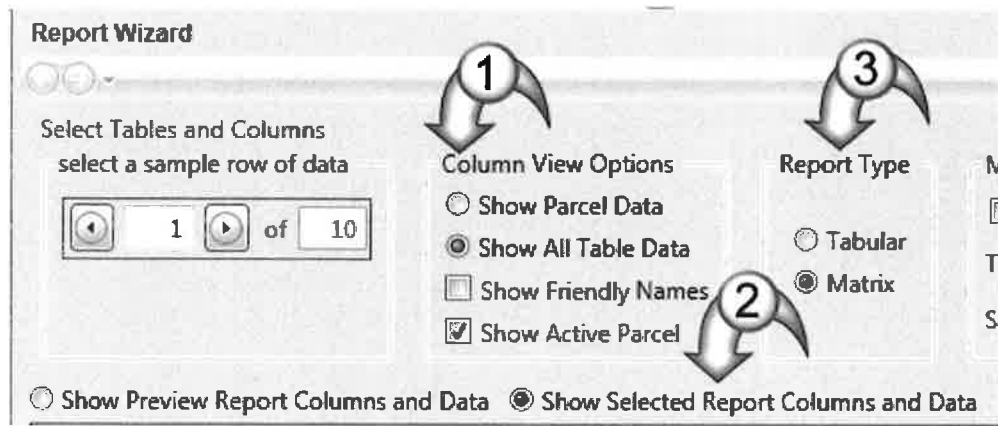 Report Wizard
1
3
Select Tables and Columns
select a sample row of data
1 of 10
Column View Options
Show Parcel Data
Show All Table Data
Show Friendly Names
Show Active Parcel
2
Report Type
Tabular
Matrix
M
T
S
Show Preview Report Columns and Data
Show Selected Report Columns and Data